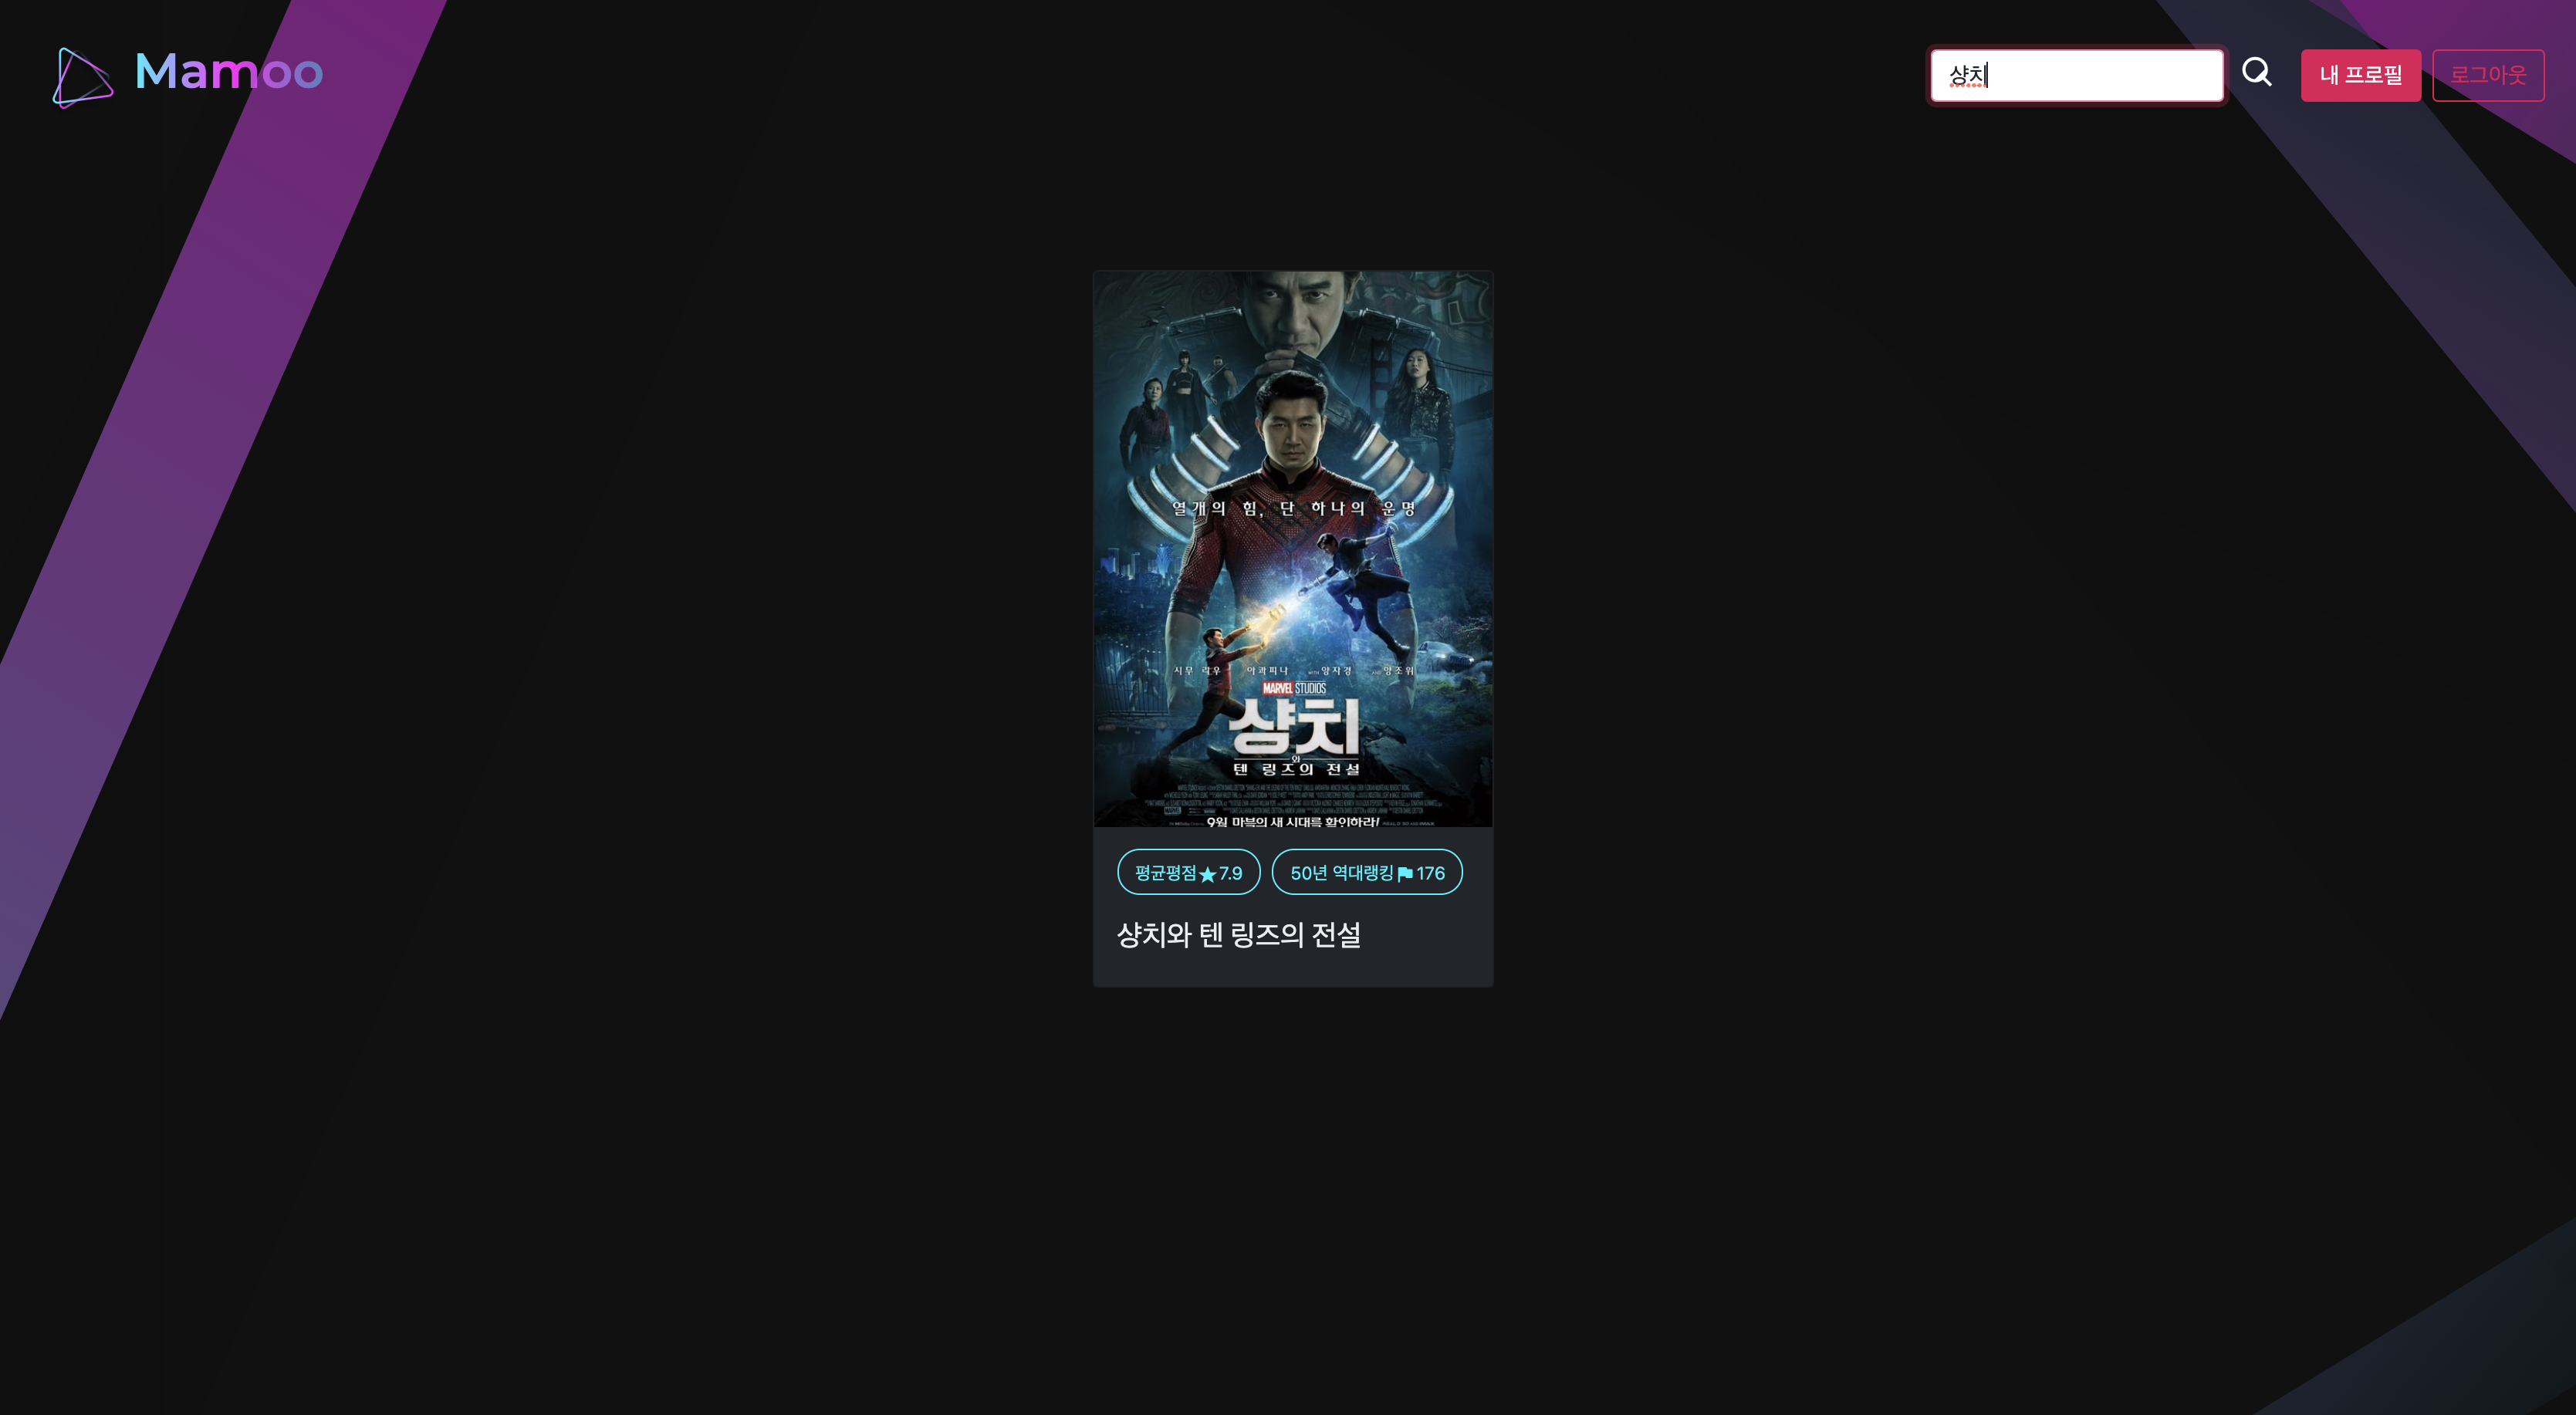 Mamoo
샹치
내 프로필
로그아웃
열 개의 힘, 단 하나의 운명
시무 리우 아콰피나 WITH 양자경 AND 양조위
MARVEL STUDIOS
샹치
와
텐 링즈의 전설
MARVEL
9월, 마블의 새 시대를 확인하라!
평균평점 7.9
50년 역대랭킹 176
샹치와 텐 링즈의 전설